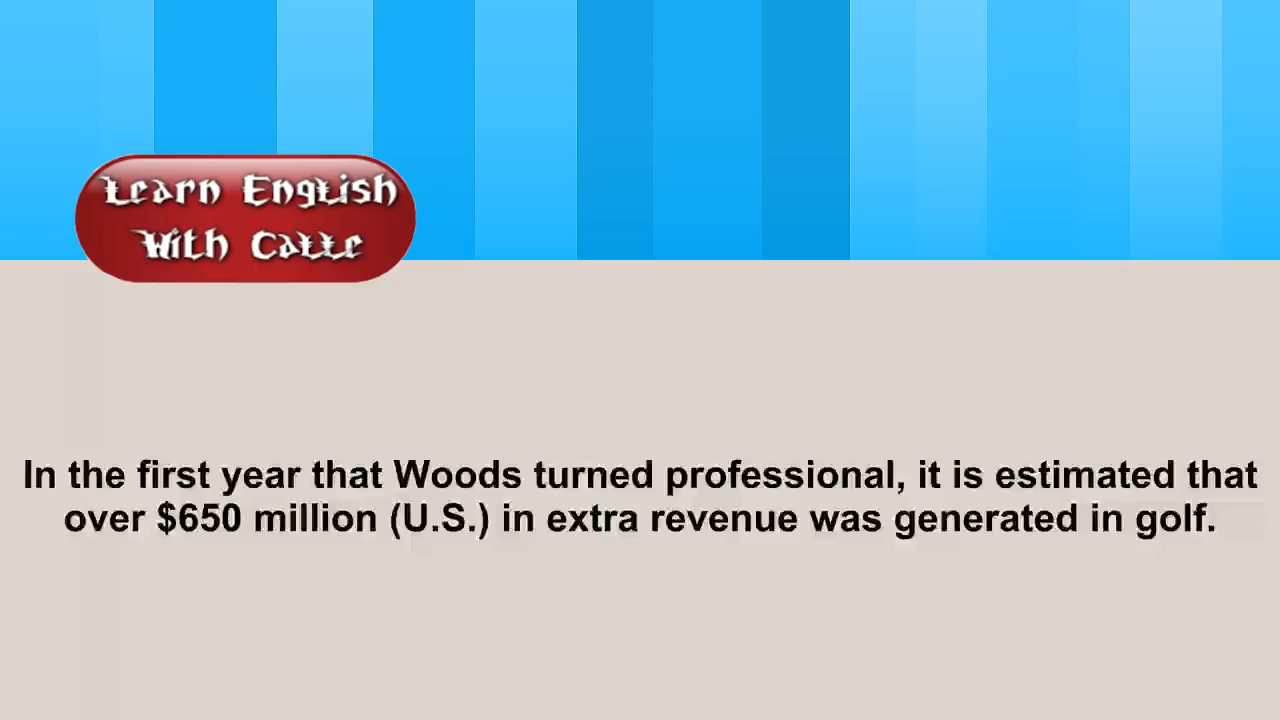 Learn English
With Catte
In the first year that Woods turned professional, it is estimated that
over $650 million (U.S.) in extra revenue was generated in golf.